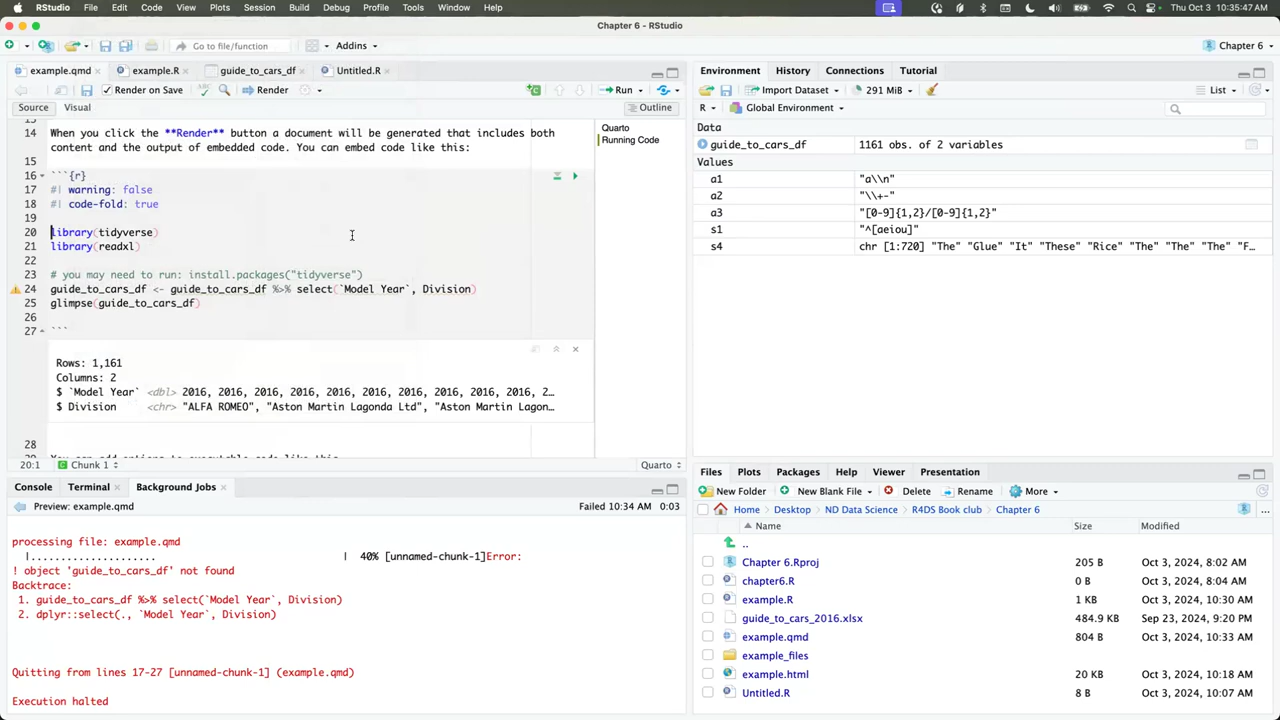 RStudio File Edit Code View Plots Session Build Debug Profile Tools Window Help Thu Oct 3 10:35:47 AM
Chapter 6 - RStudio
Go to file/function Addins Chapter 6
example.qmd example.R guide_to_cars_df Untitled.R
Render on Save ABC Render Run
Source Visual Outline
13
14 When you click the **Render** button a document will be generated that includes both
content and the output of embedded code. You can embed code like this:
15
16 ```{r}
17 #| warning: false
18 #| code-fold: true
19
20 library(tidyverse)
21 library(readxl)
22
23 # you may need to run: install.packages("tidyverse")
24 guide_to_cars_df <- guide_to_cars_df %>% select(`Model Year`, Division)
25 glimpse(guide_to_cars_df)
26
27 ```
Quarto
Running Code
Rows: 1,161
Columns: 2
$ `Model Year` <dbl> 2016, 2016, 2016, 2016, 2016, 2016, 2016, 2016, 2016, 2016, 2…
$ Division <chr> "ALFA ROMEO", "Aston Martin Lagonda Ltd", "Aston Martin Lagon…
28
20:1 Chunk 1 Quarto
Console Terminal Background Jobs
Preview: example.qmd Failed 10:34 AM 0:03
processing file: example.qmd
|..................... | 40% [unnamed-chunk-1]Error:
! object 'guide_to_cars_df' not found
Backtrace:
1. guide_to_cars_df %>% select(`Model Year`, Division)
2. dplyr::select(., `Model Year`, Division)
Quitting from lines 17-27 [unnamed-chunk-1] (example.qmd)
Execution halted
Environment History Connections Tutorial
Import Dataset 291 MiB List
R Global Environment
Data
guide_to_cars_df 1161 obs. of 2 variables
Values
a1 "a\\n"
a2 "\\+-"
a3 "[0-9]{1,2}/[0-9]{1,2}"
s1 "^[aeiou]"
s4 chr [1:720] "The" "Glue" "It" "These" "Rice" "The" "The" "The" "F…
Files Plots Packages Help Viewer Presentation
New Folder New Blank File Delete Rename More
Home Desktop ND Data Science R4DS Book club Chapter 6 ...
Name Size Modified
..
Chapter 6.Rproj 205 B Oct 3, 2024, 8:02 AM
chapter6.R 0 B Oct 3, 2024, 8:04 AM
example.R 1 KB Oct 3, 2024, 10:30 AM
guide_to_cars_2016.xlsx 484.9 KB Sep 23, 2024, 9:20 PM
example.qmd 804 B Oct 3, 2024, 10:33 AM
example_files
example.html 20 KB Oct 3, 2024, 10:18 AM
Untitled.R 8 B Oct 3, 2024, 10:07 AM